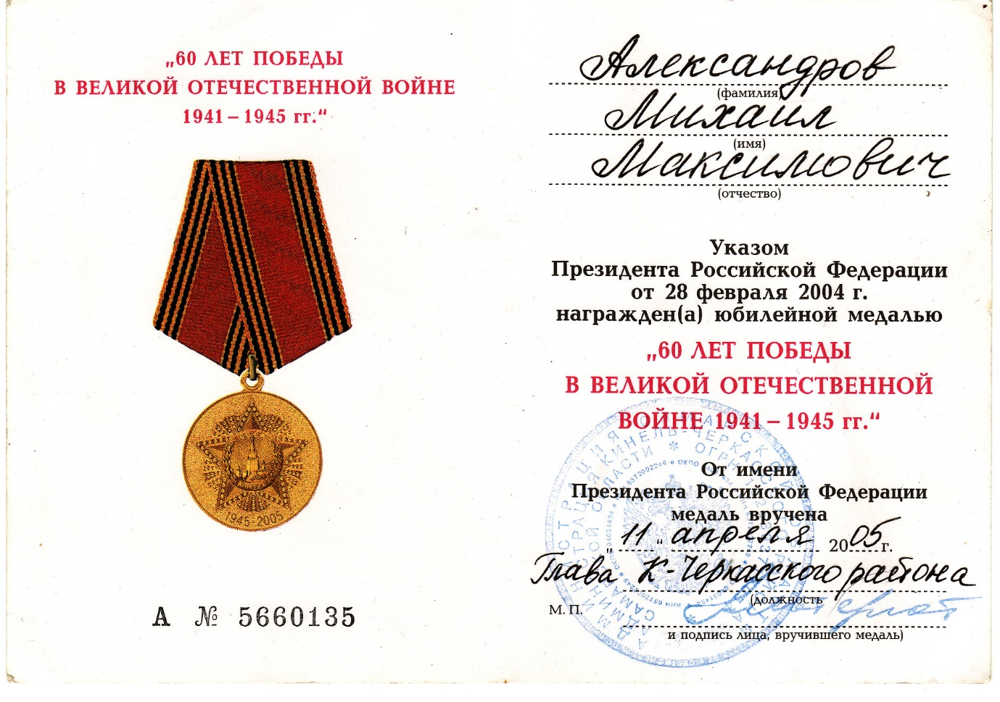 „60 ЛЕТ ПОБЕДЫ
В ВЕЛИКОЙ ОТЕЧЕСТВЕННОЙ ВОЙНЕ
1941 – 1945 гг.“
1945-2005
А № 5660135
Александров
(фамилия)
Михаил
(имя)
Максимович
(отчество)
Указом
Президента Российской Федерации
от 28 февраля 2004 г.
награжден(а) юбилейной медалью
„60 ЛЕТ ПОБЕДЫ
В ВЕЛИКОЙ ОТЕЧЕСТВЕННОЙ
ВОЙНЕ 1941 – 1945 гг.“
От имени
Президента Российской Федерации
медаль вручена
„ 11 “ апреля 2005 г.
Глава К-Черкасского района
(должность
М. П.
и подпись лица, вручившего медаль)